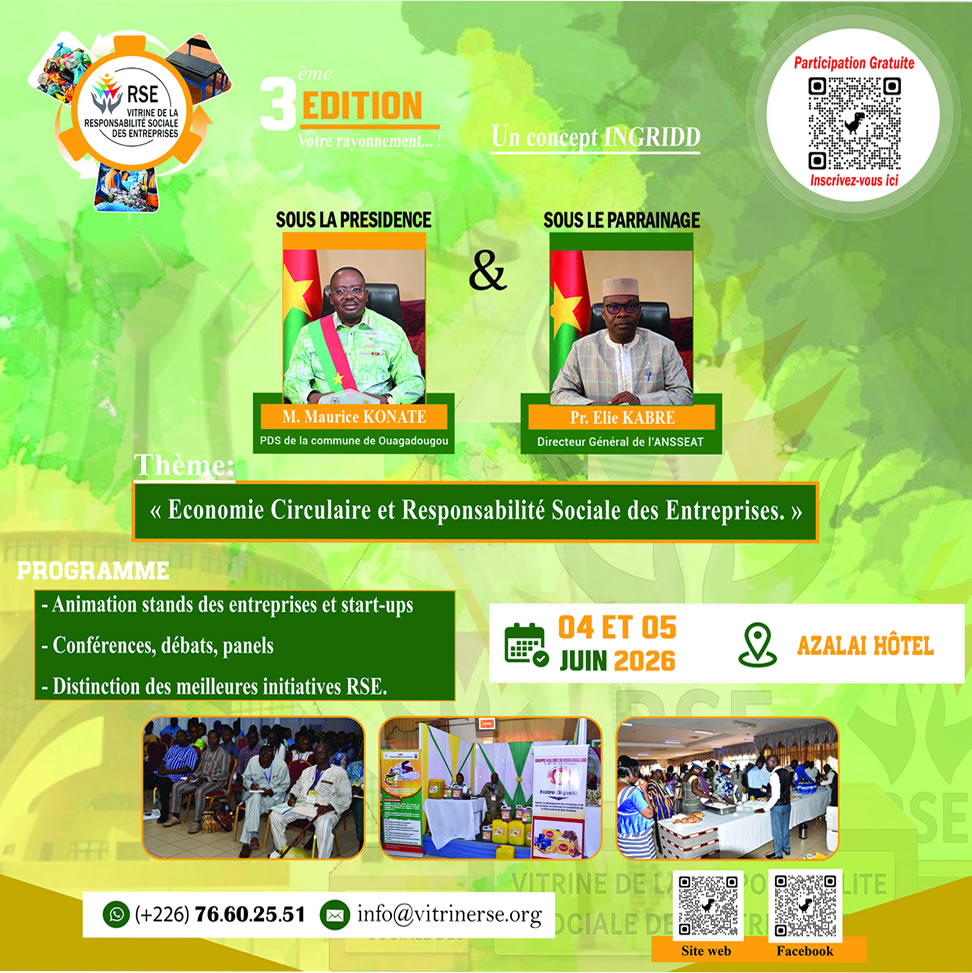 RSE
VITRINE DE LA
RESPONSABILITÉ SOCIALE
DES ENTREPRISES
3ème
EDITION
Votre rayonnement... !
Un concept INGRIDD
Participation Gratuite
Inscrivez-vous ici
SOUS LA PRESIDENCE
&
SOUS LE PARRAINAGE
M. Maurice KONATE
PDS de la commune de Ouagadougou
Pr. Elie KABRE
Directeur Général de l'ANSSEAT
Thème:
« Economie Circulaire et Responsabilité Sociale des Entreprises. »
PROGRAMME
- Animation stands des entreprises et start-ups
- Conférences, débats, panels
- Distinction des meilleures initiatives RSE.
04 ET 05
JUIN 2026
AZALAI HÔTEL
RSE
RSE
(+226) 76.60.25.51
info@vitrinerse.org
Site web
Facebook